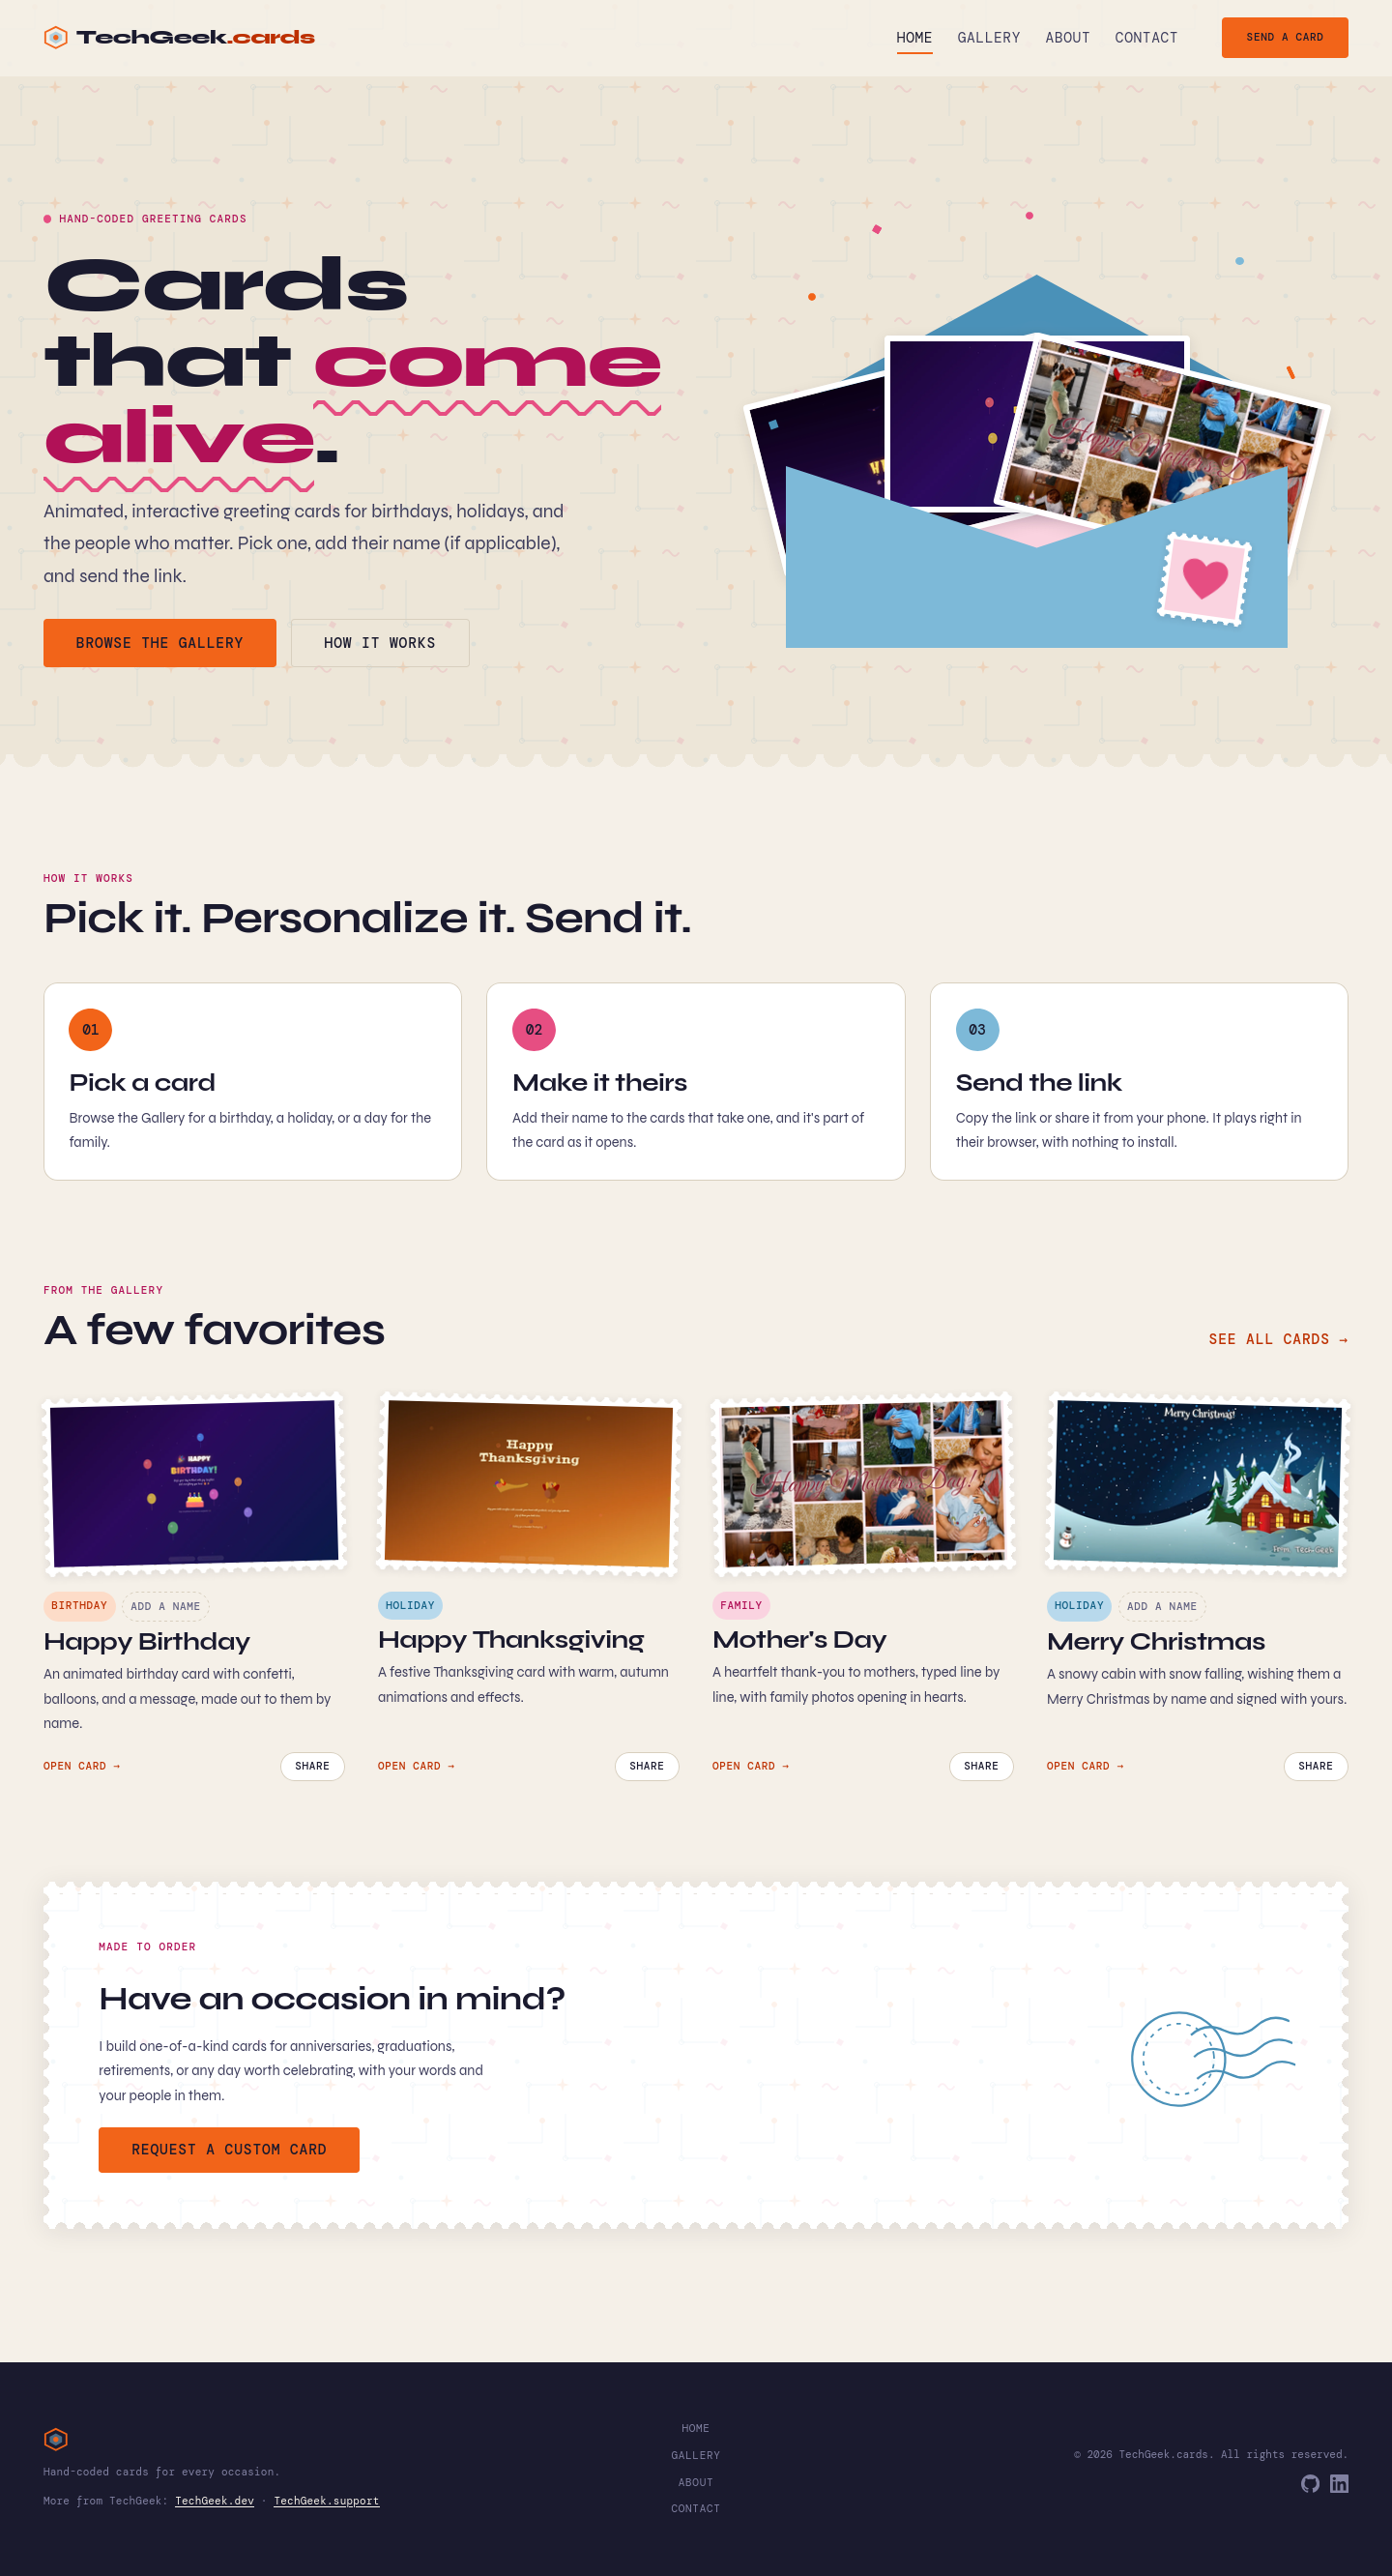 TechGeek.cards
HOME GALLERY ABOUT CONTACT SEND A CARD
HAND-CODED GREETING CARDS
Cards
that come
alive.
Animated, interactive greeting cards for birthdays, holidays, and
the people who matter. Pick one, add their name (if applicable),
and send the link.
BROWSE THE GALLERY HOW IT WORKS
HOW IT WORKS
Pick it. Personalize it. Send it.
01
Pick a card
Browse the Gallery for a birthday, a holiday, or a day for the
family.
02
Make it theirs
Add their name to the cards that take one, and it's part of
the card as it opens.
03
Send the link
Copy the link or share it from your phone. It plays right in
their browser, with nothing to install.
FROM THE GALLERY
A few favorites
SEE ALL CARDS →
HAPPY
BIRTHDAY!
BIRTHDAY ADD A NAME
Happy Birthday
An animated birthday card with confetti,
balloons, and a message, made out to them by
name.
OPEN CARD → SHARE
Happy
Thanksgiving
HOLIDAY
Happy Thanksgiving
A festive Thanksgiving card with warm, autumn
animations and effects.
OPEN CARD → SHARE
Happy Mother's Day!
FAMILY
Mother's Day
A heartfelt thank-you to mothers, typed line by
line, with family photos opening in hearts.
OPEN CARD → SHARE
Merry Christmas!
From Tech Geek
HOLIDAY ADD A NAME
Merry Christmas
A snowy cabin with snow falling, wishing them a
Merry Christmas by name and signed with yours.
OPEN CARD → SHARE
MADE TO ORDER
Have an occasion in mind?
I build one-of-a-kind cards for anniversaries, graduations,
retirements, or any day worth celebrating, with your words and
your people in them.
REQUEST A CUSTOM CARD
Hand-coded cards for every occasion.
More from TechGeek: TechGeek.dev · TechGeek.support
HOME
GALLERY
ABOUT
CONTACT
© 2026 TechGeek.cards. All rights reserved.